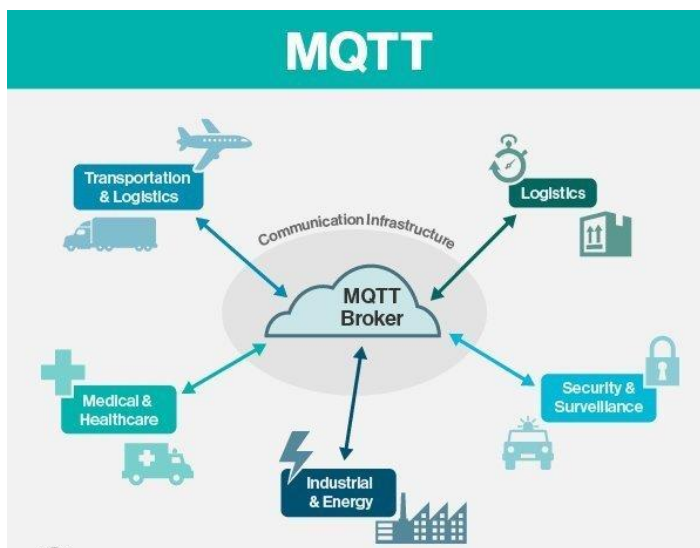 MQTT
Transportation
& Logistics
Logistics
Communication Infrastructure
MQTT
Broker
Medical &
Healthcare
Security &
Surveillance
Industrial
& Energy